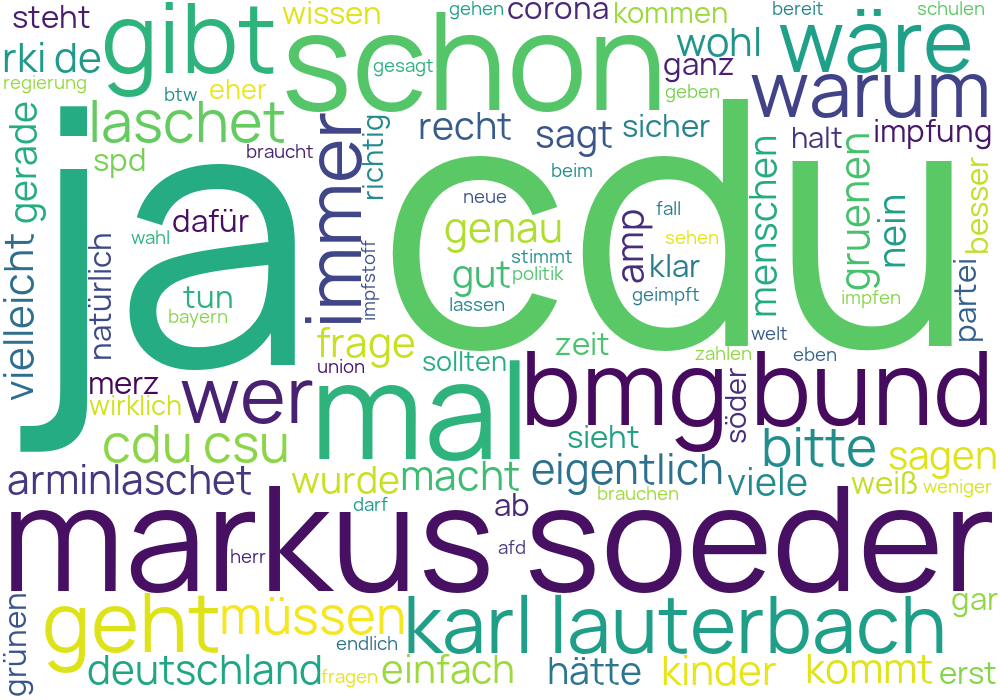 steht
gibt
wissen
gehen
corona
kommen
bereit
schulen
rki de
schon
wohl
wäre
regierung
btw
eher
gesagt
ganz
geben
warum
laschet
immer
richtig
recht
sagt
sicher
halt
impfung
gerade
spd
braucht
beim
menschen
gruenen
nein
besser
ja
cdu
dafür
wahl
neue
genau
stimmt
fall
amp
sehen
vielleicht
natürlich
tun
bayern
impfstoff
gut
politik
lassen
klar
geimpft
impfen
partei
frage
union
sollten
zeit
zahlen
welt
eben
merz
wirklich
wer
mal
bmg
söder
bund
cdu csu
sieht
bitte
sagen
arminlaschet
wurde
macht
eigentlich
brauchen
viele
weiß
weniger
darf
ab
markus soeder
herr
afd
grünen
geht
müssen
endlich
karl lauterbach
gar
deutschland
fragen
einfach
hätte
kinder
kommt
erst